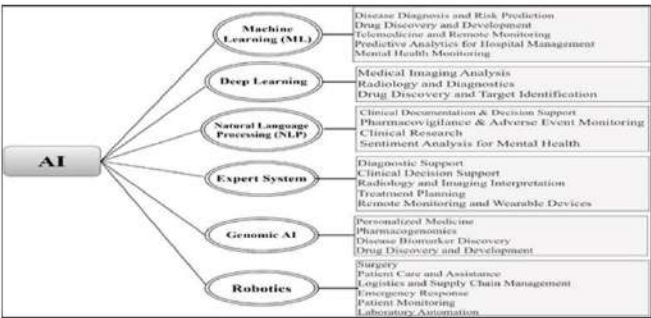 AI
Machine
Learning (ML)
Disease Diagnosis and Risk Prediction
Drug Discovery and Development
Telemedicine and Remote Monitoring
Predictive Analytics for Hospital Management
Mental Health Monitoring
Deep Learning
Medical Imaging Analysis
Radiology and Diagnostics
Drug Discovery and Target Identification
Natural Language
Processing (NLP)
Clinical Documentation & Decision Support
Pharmacovigilance & Adverse Event Monitoring
Clinical Research
Sentiment Analysis for Mental Health
Expert System
Diagnostic Support
Clinical Decision Support
Radiology and Imaging Interpretation
Treatment Planning
Remote Monitoring and Wearable Devices
Genomic AI
Personalized Medicine
Pharmacogenomics
Disease Biomarker Discovery
Drug Discovery and Development
Robotics
Surgery
Patient Care and Assistance
Logistics and Supply Chain Management
Emergency Response
Patient Monitoring
Laboratory Automation